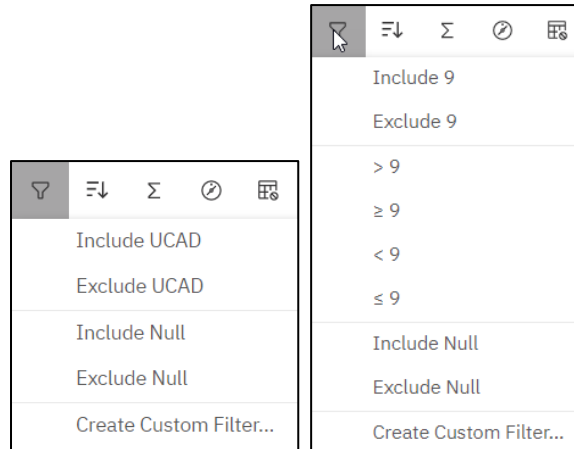 Include UCAD
Exclude UCAD
Include Null
Exclude Null
Create Custom Filter...
Σ
Include 9
Exclude 9
> 9
≥ 9
< 9
≤ 9
Include Null
Exclude Null
Create Custom Filter...
Σ